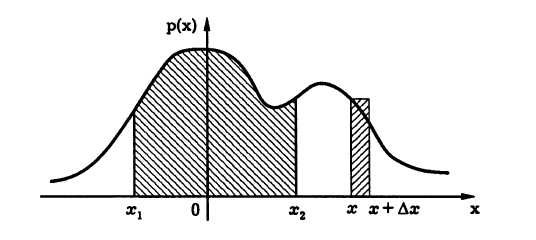 p(x)
x₁ 0 x₂ x x + Δx x